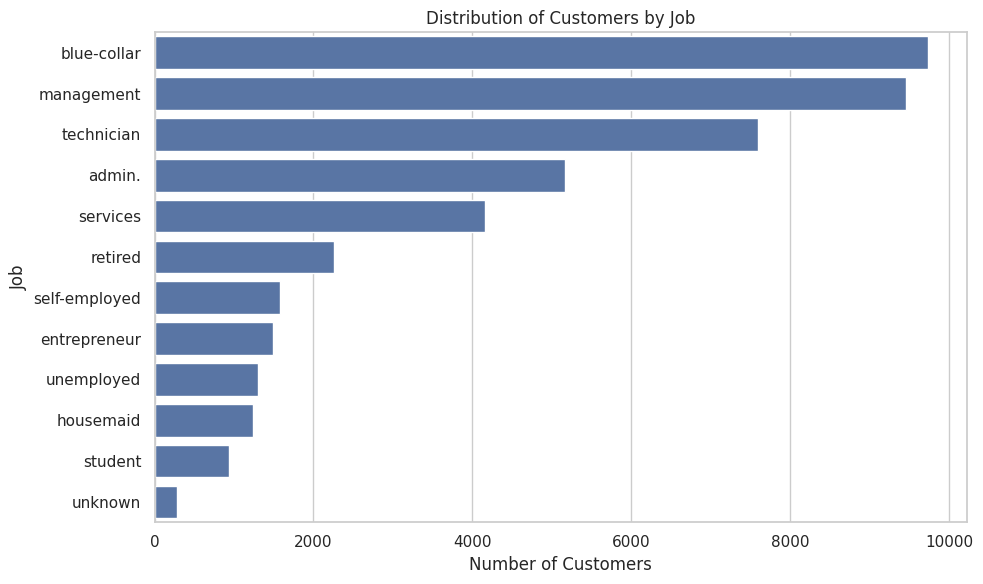 Distribution of Customers by Job
blue-collar
management
technician
admin.
services
retired
self-employed
entrepreneur
unemployed
housemaid
student
unknown
Job
0 2000 4000 6000 8000 10000
Number of Customers